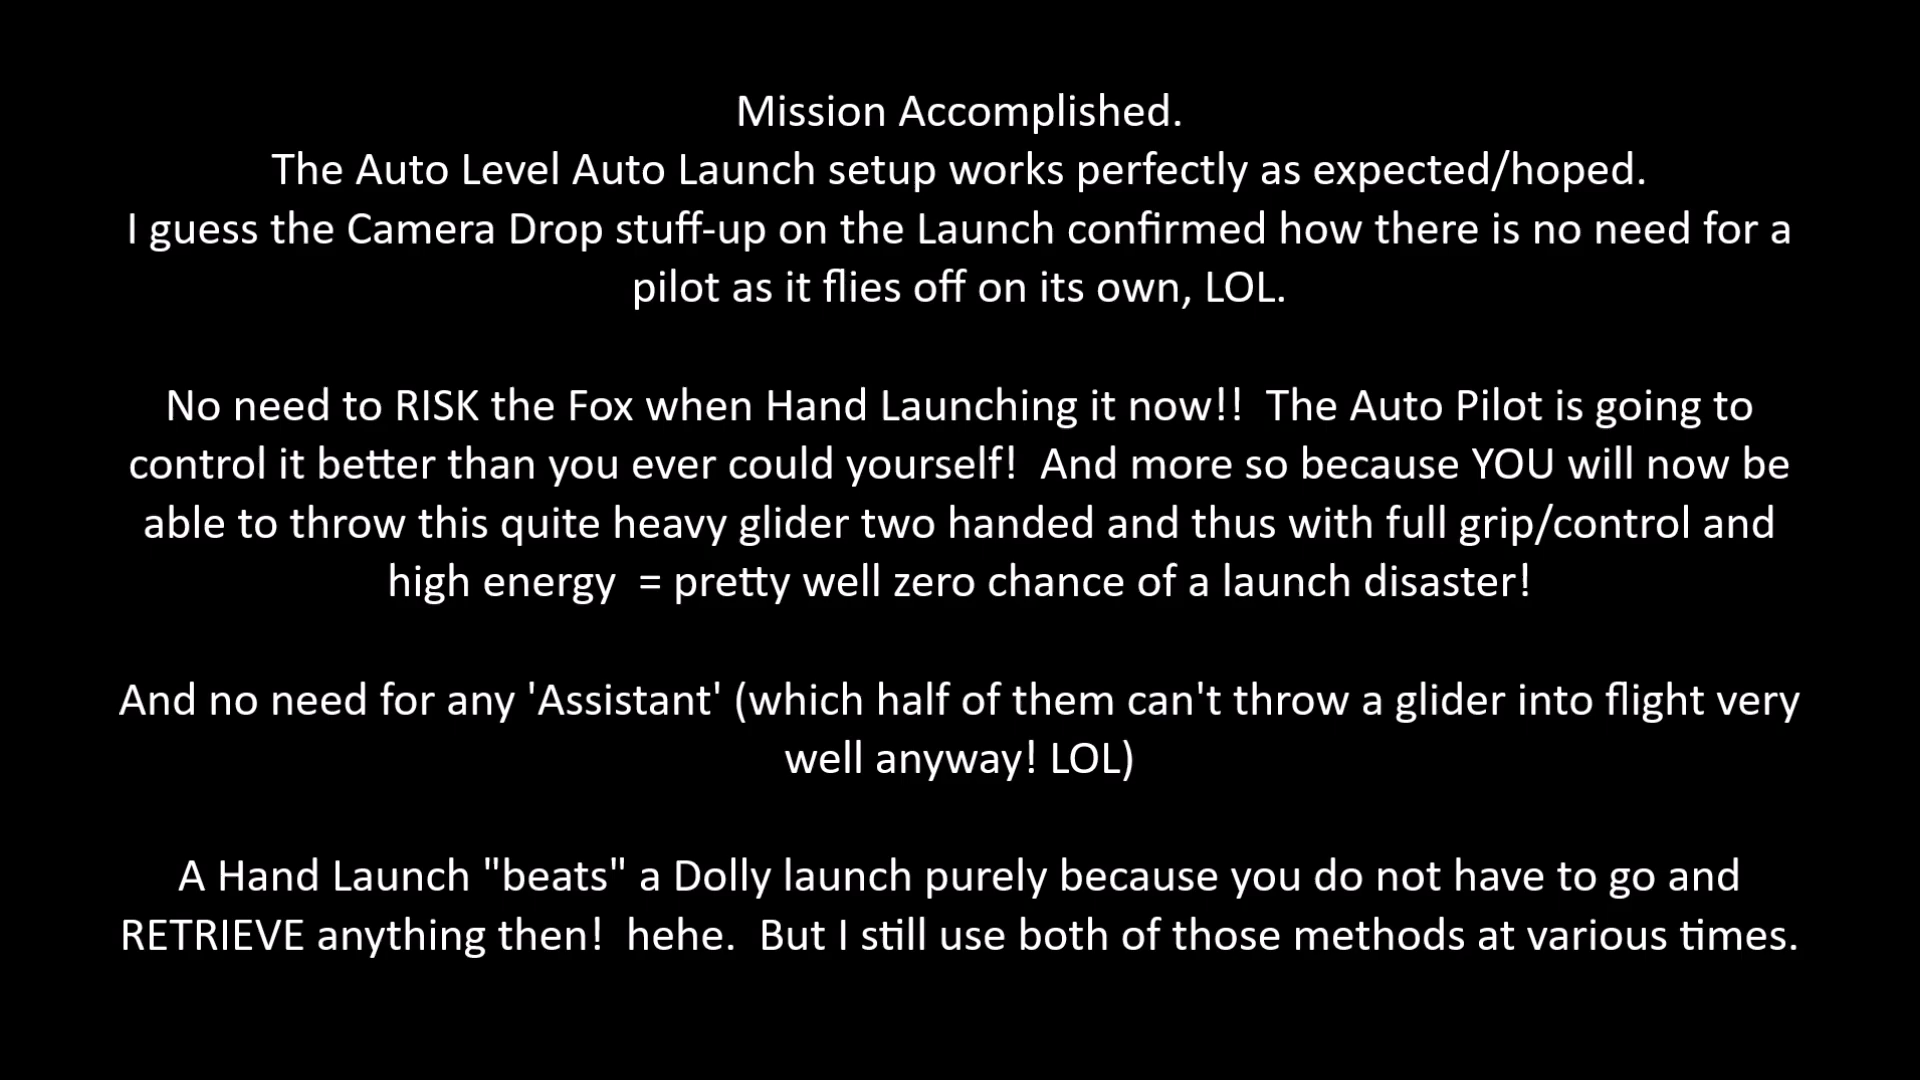 Mission Accomplished.
The Auto Level Auto Launch setup works perfectly as expected/hoped.
I guess the Camera Drop stuff-up on the Launch confirmed how there is no need for a
pilot as it flies off on its own, LOL.
No need to RISK the Fox when Hand Launching it now!!  The Auto Pilot is going to
control it better than you ever could yourself!  And more so because YOU will now be
able to throw this quite heavy glider two handed and thus with full grip/control and
high energy  = pretty well zero chance of a launch disaster!
And no need for any 'Assistant' (which half of them can't throw a glider into flight very
well anyway! LOL)
A Hand Launch "beats" a Dolly launch purely because you do not have to go and
RETRIEVE anything then!  hehe.  But I still use both of those methods at various times.